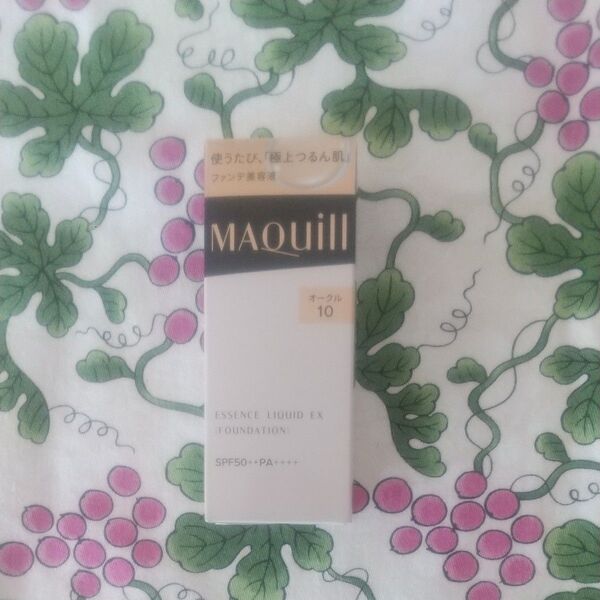 使うたび、「極上つるん肌」
ファンデ美容液
MAQuill
オークル
10
ESSENCE LIQUID EX
(FOUNDATION)
SPF50++PA++++